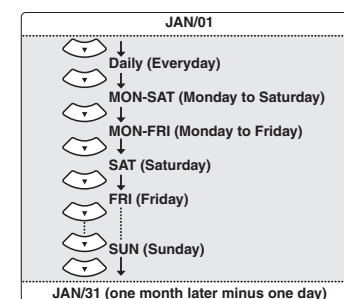 JAN/01
Daily (Everyday)
MON-SAT (Monday to Saturday)
MON-FRI (Monday to Friday)
SAT (Saturday)
FRI (Friday)
SUN (Sunday)
JAN/31 (one month later minus one day)